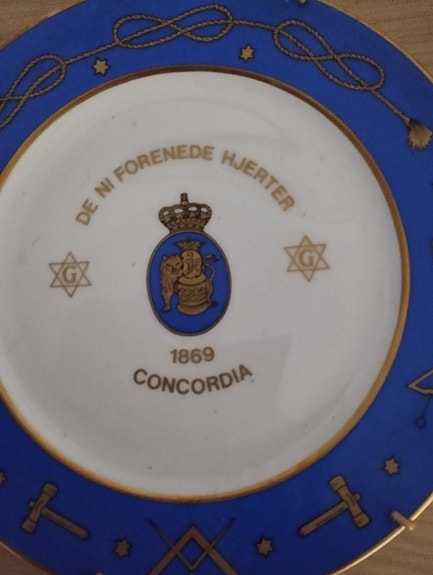 DE NI FORENEDE HJERTER
G
G
1869
CONCORDIA